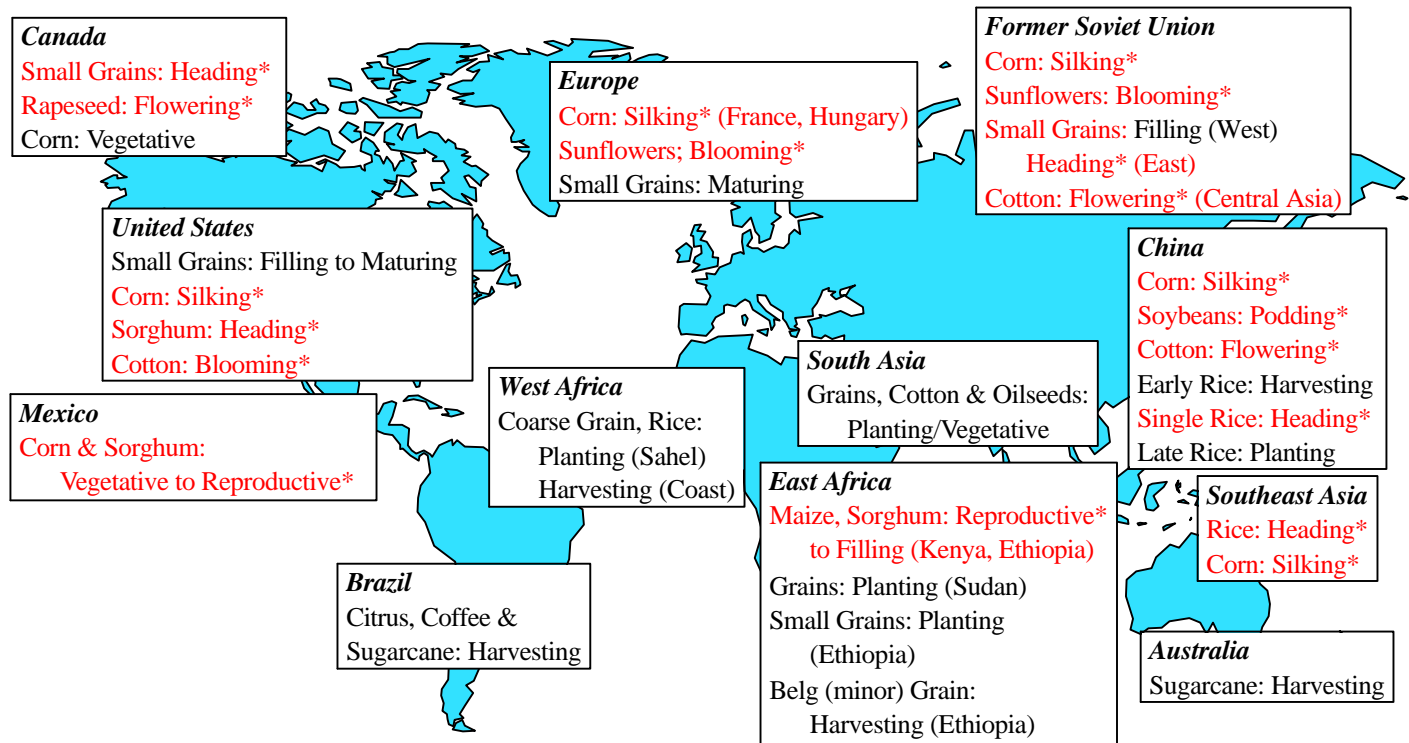 Canada
Small Grains: Heading*
Rapeseed: Flowering*
Corn: Vegetative
Europe
Corn: Silking* (France, Hungary)
Sunflowers; Blooming*
Small Grains: Maturing
Former Soviet Union
Corn: Silking*
Sunflowers: Blooming*
Small Grains: Filling (West)
Heading* (East)
Cotton: Flowering* (Central Asia)
United States
Small Grains: Filling to Maturing
Corn: Silking*
Sorghum: Heading*
Cotton: Blooming*
China
Corn: Silking*
Soybeans: Podding*
Cotton: Flowering*
Early Rice: Harvesting
Single Rice: Heading*
Late Rice: Planting
South Asia
Grains, Cotton & Oilseeds:
Planting/Vegetative
West Africa
Coarse Grain, Rice:
Planting (Sahel)
Harvesting (Coast)
Mexico
Corn & Sorghum:
Vegetative to Reproductive*
East Africa
Maize, Sorghum: Reproductive*
to Filling (Kenya, Ethiopia)
Grains: Planting (Sudan)
Small Grains: Planting
(Ethiopia)
Belg (minor) Grain:
Harvesting (Ethiopia)
Southeast Asia
Rice: Heading*
Corn: Silking*
Brazil
Citrus, Coffee &
Sugarcane: Harvesting
Australia
Sugarcane: Harvesting